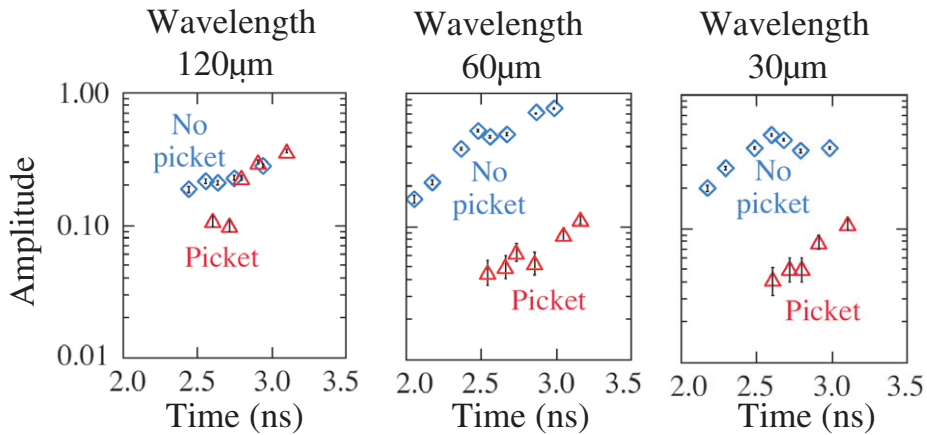 Wavelength
120µm
Wavelength
60µm
Wavelength
30µm
Amplitude
1.00
0.10
0.01
No
picket
Picket
2.0 2.5 3.0 3.5
Time (ns)
No
picket
Picket
2.0 2.5 3.0 3.5
Time (ns)
No
picket
Picket
2.0 2.5 3.0 3.5
Time (ns)